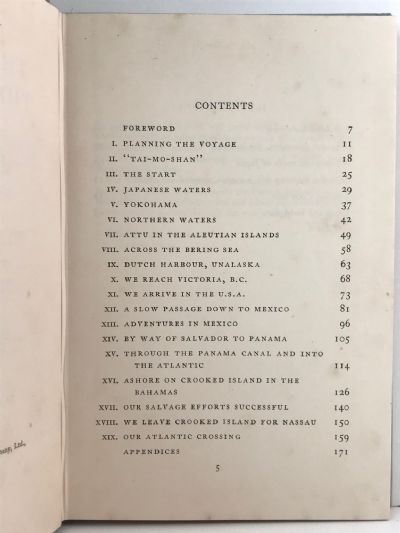 CONTENTS
FOREWORD 7
I. PLANNING THE VOYAGE 11
II. "TAI-MO-SHAN" 18
III. THE START 25
IV. JAPANESE WATERS 29
V. YOKOHAMA 37
VI. NORTHERN WATERS 42
VII. ATTU IN THE ALEUTIAN ISLANDS 49
VIII. ACROSS THE BERING SEA 58
IX. DUTCH HARBOUR, UNALASKA 63
X. WE REACH VICTORIA, B.C. 68
XI. WE ARRIVE IN THE U.S.A. 73
XII. A SLOW PASSAGE DOWN TO MEXICO 81
XIII. ADVENTURES IN MEXICO 96
XIV. BY WAY OF SALVADOR TO PANAMA 105
XV. THROUGH THE PANAMA CANAL AND INTO
THE ATLANTIC 114
XVI. ASHORE ON CROOKED ISLAND IN THE
BAHAMAS 126
XVII. OUR SALVAGE EFFORTS SUCCESSFUL 140
XVIII. WE LEAVE CROOKED ISLAND FOR NASSAU 150
XIX. OUR ATLANTIC CROSSING 159
APPENDICES 171
5